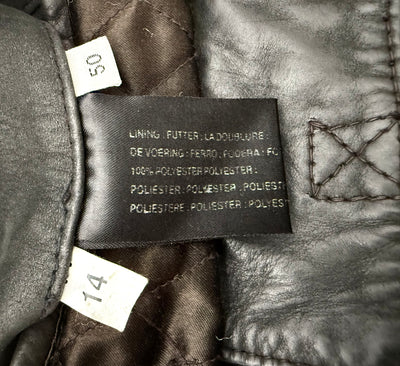 50
LINING : FUTTER : LA DOUBLURE :
DE VOERING : FERRO, FODERA : FO
100% POLYESTER POLYESTER :
POLIESTER, POLIESTER , POLYES
POLIESTERE POLIESTER : POLYES
14